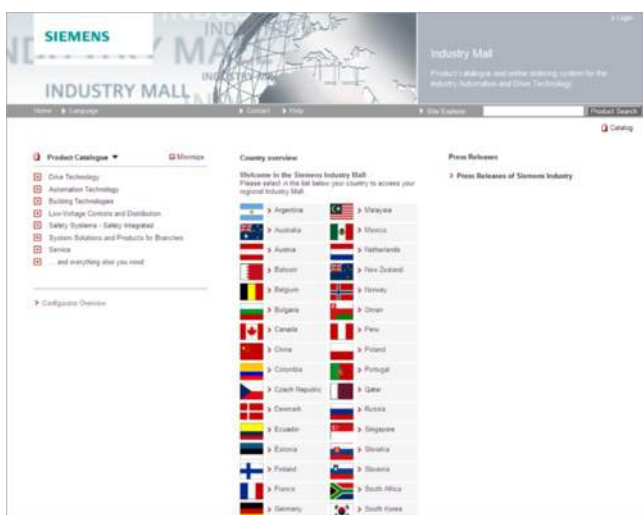 Login
SIEMENS
INDUSTRY MALL
Industry Mall
Product catalogue and online ordering system for the
Industry Automation and Drive Technology.
Home Language Contact Help Site Explorer Product Search
Catalog
Product Catalogue Minimize
Drive Technology
Automation Technology
Building Technologies
Low-Voltage Controls and Distribution
Safety Systems - Safety Integrated
System Solutions and Products for Branches
Service
... and everything else you need
Configurator Overview
Country overview
Welcome in the Siemens Industry Mall
Please select in the list below your country to access your
regional Industry Mall.
Argentina Malaysia
Australia Mexico
Austria Netherlands
Bahrain New Zealand
Belgium Norway
Bulgaria Oman
Canada Peru
China Poland
Colombia Portugal
Czech Republic Qatar
Denmark Russia
Ecuador Singapore
Estonia Slovakia
Finland Slovenia
France South Africa
Germany South Korea
Press Releases
Press Releases of Siemens Industry